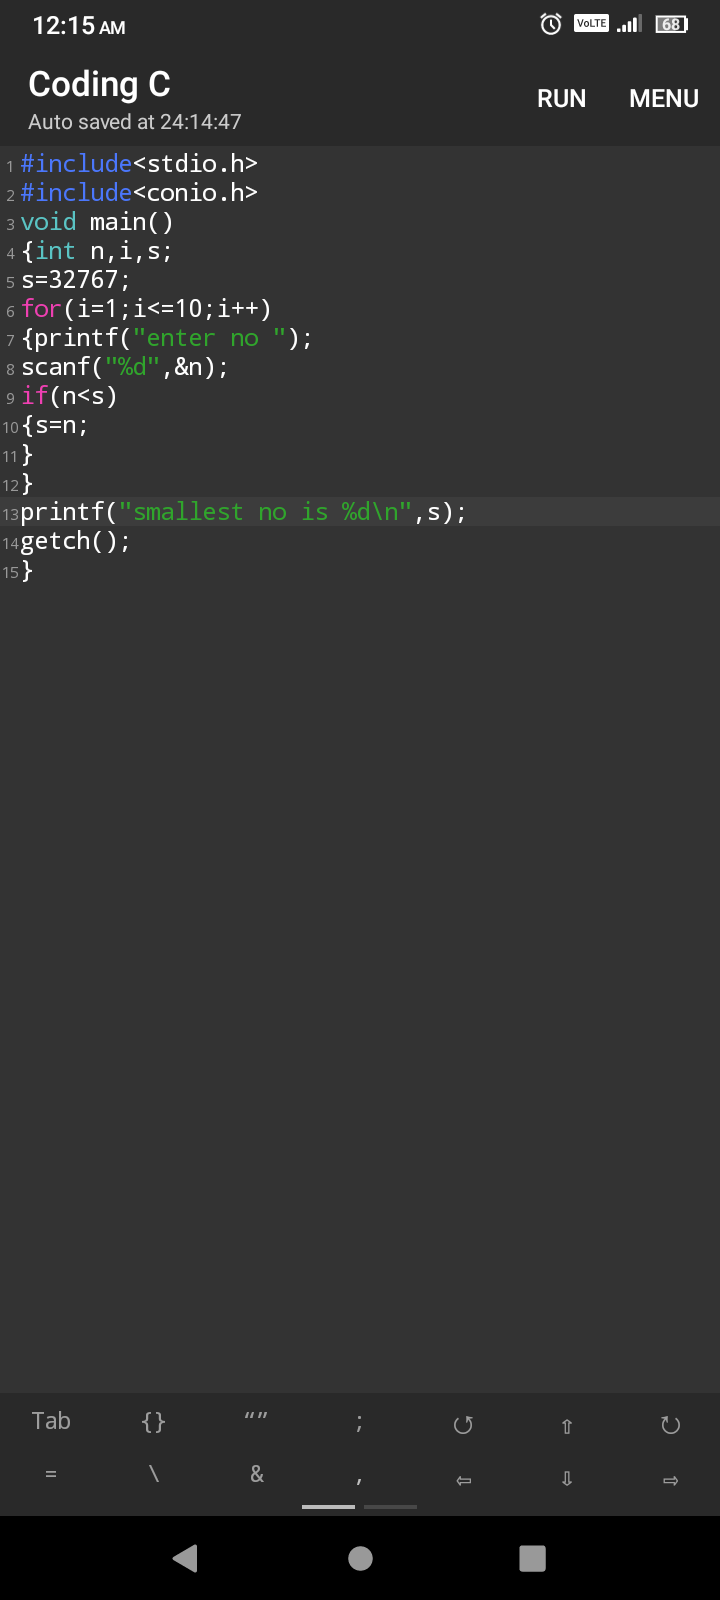 12:15 AM VoLTE 68
Coding C
Auto saved at 24:14:47
RUN MENU
1 #include<stdio.h>
2 #include<conio.h>
3 void main()
4 {int n,i,s;
5 s=32767;
6 for(i=1;i<=10;i++)
7 {printf("enter no ");
8 scanf("%d",&n);
9 if(n<s)
10 {s=n;
11 }
12 }
13 printf("smallest no is %d\n",s);
14 getch();
15 }
Tab {} “” ; ↺ ⇧ ↻
= \ & , ⇦ ⇩ ⇨